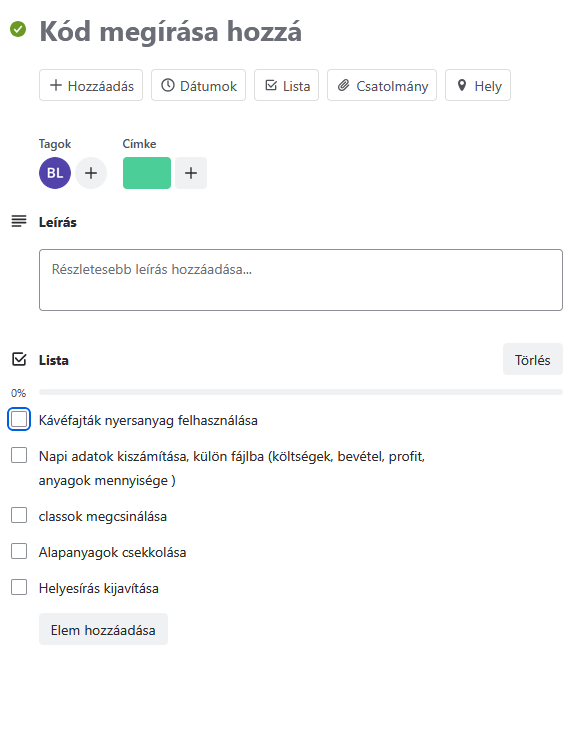 Kód megírása hozzá
Hozzáadás
Dátumok
Lista
Csatolmány
Hely
Tagok
Címke
BL
Leírás
Részletesebb leírás hozzáadása...
Lista
Törlés
0%
Kávéfajták nyersanyag felhasználása
Napi adatok kiszámítása, külön fájlba (költségek, bevétel, profit,
anyagok mennyisége )
classok megcsinálása
Alapanyagok csekkolása
Helyesírás kijavítása
Elem hozzáadása